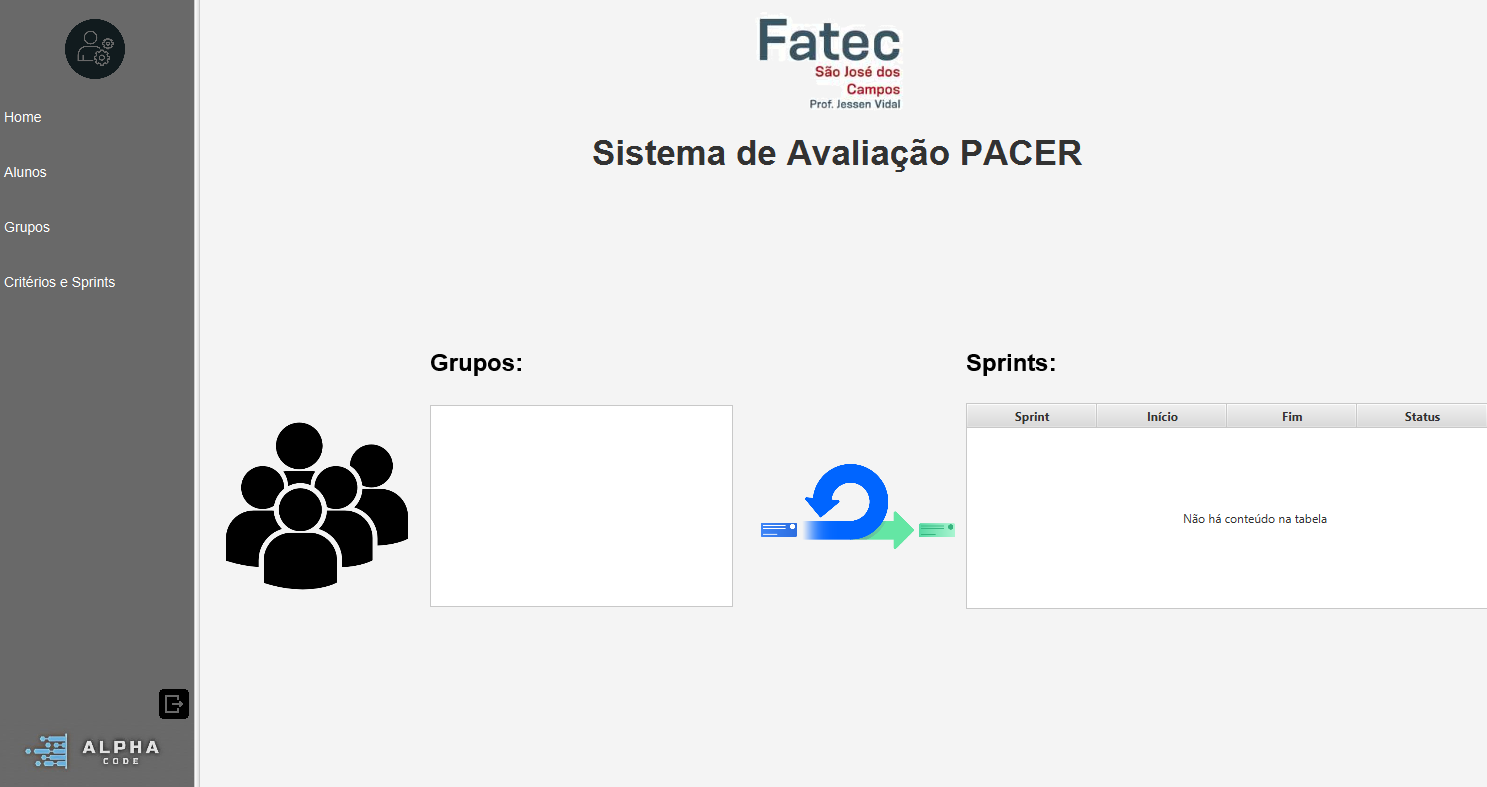 Home
Alunos
Grupos
Critérios e Sprints
ALPHA
CODE
Fatec
São José dos
Campos
Prof. Jessen Vidal
Sistema de Avaliação PACER
Grupos:
Sprints:
Sprint Início Fim Status
Não há conteúdo na tabela